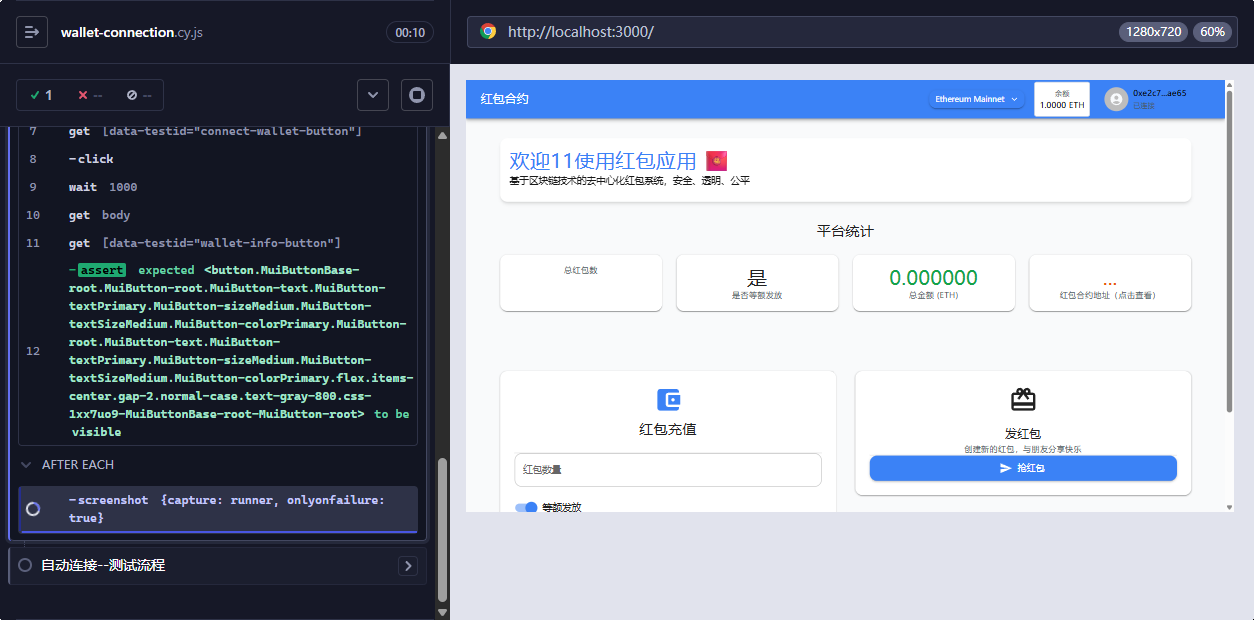 wallet-connection.cy.js
00:10
1
--
--
7 get [data-testid="connect-wallet-button"]
8 -click
9 wait 1000
10 get body
11 get [data-testid="wallet-info-button"]
12 -assert expected <button.MuiButtonBase-
root.MuiButton-root.MuiButton-text.MuiButton-
textPrimary.MuiButton-sizeMedium.MuiButton-
textSizeMedium.MuiButton-colorPrimary.MuiButton-
root.MuiButton-text.MuiButton-
textPrimary.MuiButton-sizeMedium.MuiButton-
textSizeMedium.MuiButton-colorPrimary.flex.items-
center.gap-2.normal-case.text-gray-800.css-
1xx7uo9-MuiButtonBase-root-MuiButton-root> to be
visible
AFTER EACH
-screenshot {capture: runner, onlyonfailure:
true}
自动连接--测试流程
http://localhost:3000/
1280x720
60%
红包合约
Ethereum Mainnet
余额
1.0000 ETH
0xe2c7...ae65
已连接
欢迎11使用红包应用
基于区块链技术的去中心化红包系统，安全、透明、公平
平台统计
总红包数
是
是否等额发放
0.000000
总金额 (ETH)
...
红包合约地址（点击查看）
红包充值
红包数量
等额发放
发红包
创建新的红包，与朋友分享快乐
抢红包